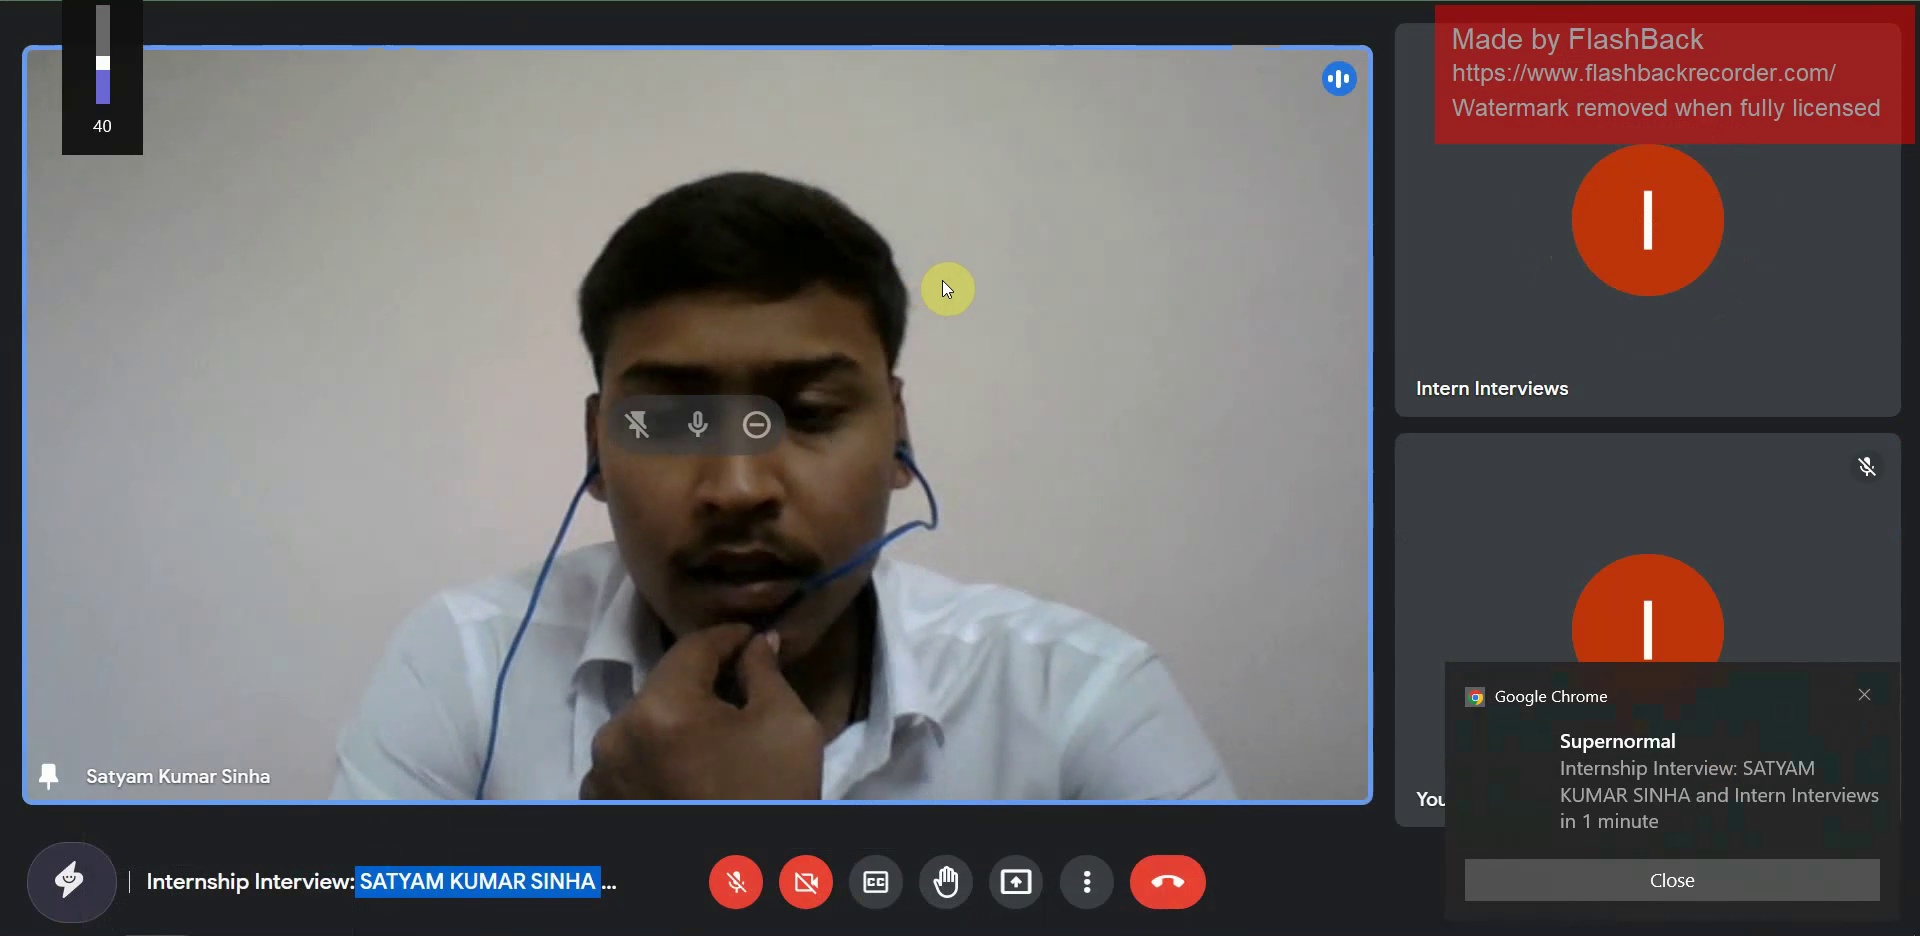 40
Made by FlashBack
https://www.flashbackrecorder.com/
Watermark removed when fully licensed
I
Intern Interviews
Satyam Kumar Sinha
I
You
Google Chrome
Supernormal
Internship Interview: SATYAM
KUMAR SINHA and Intern Interviews
in 1 minute
Close
Internship Interview: SATYAM KUMAR SINHA ...
CC